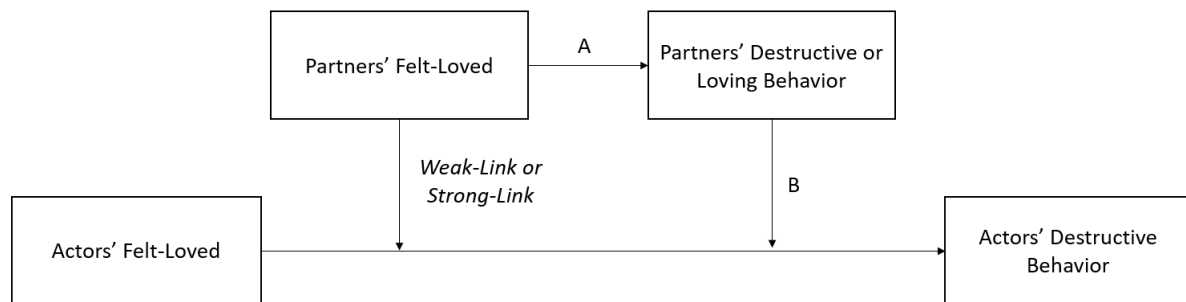 Partners’ Felt-Loved
A
Partners’ Destructive or
Loving Behavior
Weak-Link or
Strong-Link
B
Actors’ Felt-Loved
Actors’ Destructive
Behavior